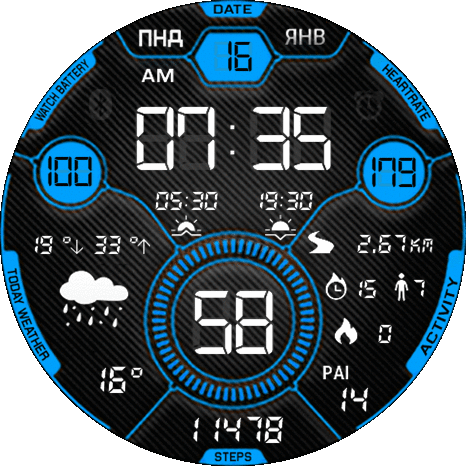 DATE
ПНД 16 ЯНВ
AM
WATCH BATTERY
HEARTRATE
07:35
100
179
05:30 19:30
19°↓ 33°↑
2.67км
15 7
0
58
TODAY WEATHER
ACTIVITY
16°
PAI
14
11478
STEPS